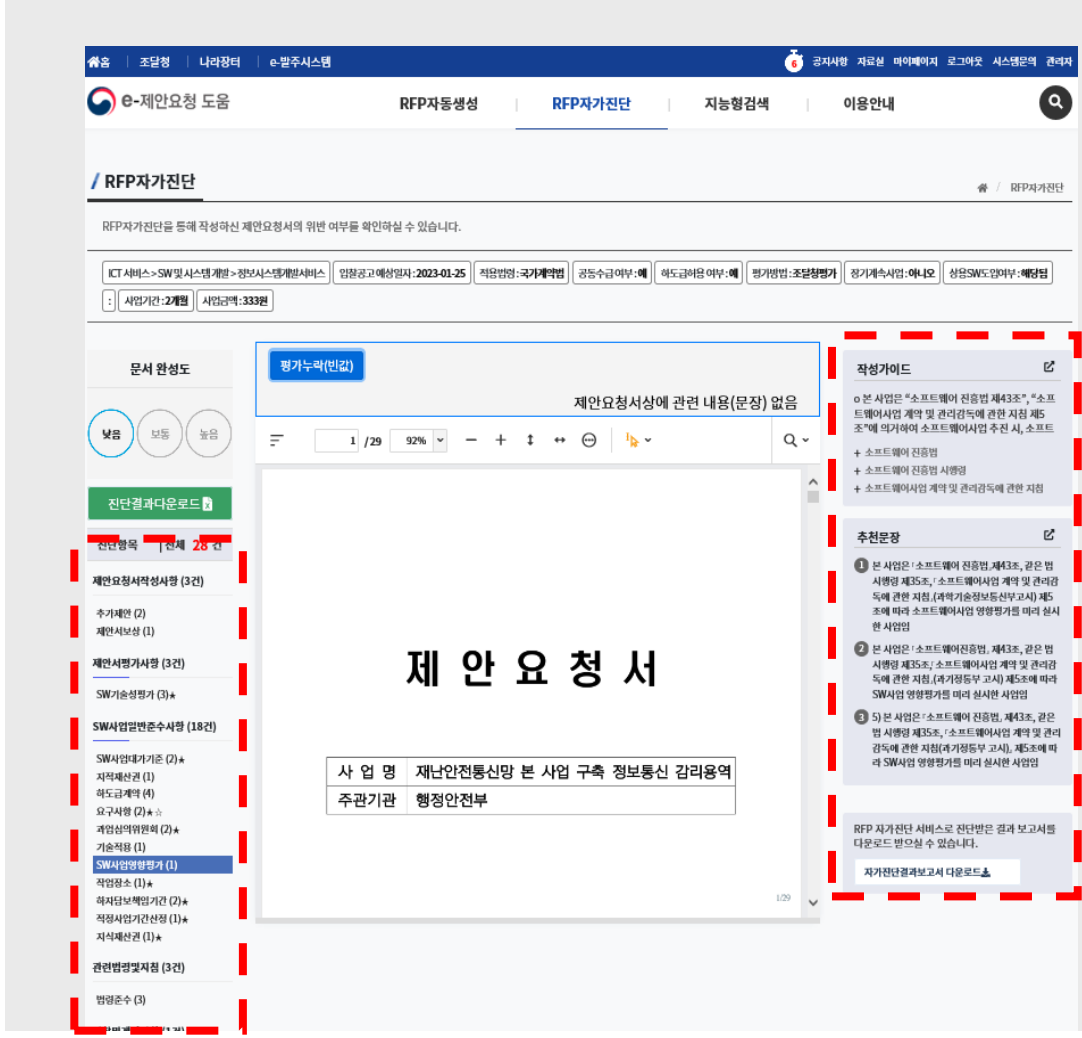 홈 | 조달청 | 나라장터 | e-발주시스템
6 공지사항 자료실 마이페이지 로그아웃 시스템문의 관리자
e-제안요청 도움
RFP자동생성 | RFP자가진단 | 지능형검색 | 이용안내
/ RFP자가진단
/ RFP자가진단
RFP자가진단을 통해 작성하신 제안요청서의 위반 여부를 확인하실 수 있습니다.
ICT 서비스 > SW 및 시스템 개발 > 정보시스템개발서비스 입찰공고 예상일자 : 2023-01-25 적용법령 : 국가계약법 공동수급 여부 : 예 하도급허용 여부 : 예 평가방법 : 조달청평가 장기계속사업 : 아니오 상용SW도입여부 : 해당됨
: 사업기간 : 2개월 사업금액 : 333원
문서 완성도
낮음 보통 높음
진단결과다운로드
진단항목 | 전체 28 건
제안요청서작성사항 (3건)
추가제안 (2)
제안서보상 (1)
제안서평가사항 (3건)
SW기술성평가 (3)★
SW사업일반준수사항 (18건)
SW사업대가기준 (2)★
지적재산권 (1)
하도급계약 (4)
요구사항 (2)★☆
과업심의위원회 (2)★
기술적용 (1)
SW사업영향평가 (1)
작업장소 (1)★
하자담보책임기간 (2)★
적정사업기간산정 (1)★
지식재산권 (1)★
관련법령및지침 (3건)
법령준수 (3)
평가누락(빈값)
제안요청서상에 관련 내용(문장) 없음
1 /29 92%
제 안 요 청 서
사 업 명 재난안전통신망 본 사업 구축 정보통신 감리용역
주관기관 행정안전부
1/29
작성가이드
o 본 사업은 “소프트웨어 진흥법 제43조”, “소프
트웨어사업 계약 및 관리감독에 관한 지침 제5
조”에 의거하여 소프트웨어사업 추진 시, 소프트
+ 소프트웨어 진흥법
+ 소프트웨어 진흥법 시행령
+ 소프트웨어사업 계약 및 관리감독에 관한 지침
추천문장
1 본 사업은 「소프트웨어 진흥법」제43조, 같은 법
시행령 제35조, 「소프트웨어사업 계약 및 관리감
독에 관한 지침」(과학기술정보통신부고시) 제5
조에 따라 소프트웨어사업 영향평가를 미리 실시
한 사업임
2 본 사업은 「소프트웨어진흥법」 제43조, 같은 법
시행령 제35조,「소프트웨어사업 계약 및 관리감
독에 관한 지침」(과기정통부 고시) 제5조에 따라
SW사업 영향평가를 미리 실시한 사업임
3 5) 본 사업은 「소프트웨어 진흥법」 제43조, 같은
법 시행령 제35조, 「소프트웨어사업 계약 및 관리
감독에 관한 지침(과기정통부 고시)」 제5조에 따
라 SW사업 영향평가를 미리 실시한 사업임
RFP 자가진단 서비스로 진단받은 결과 보고서를
다운로드 받으실 수 있습니다.
자가진단결과보고서 다운로드